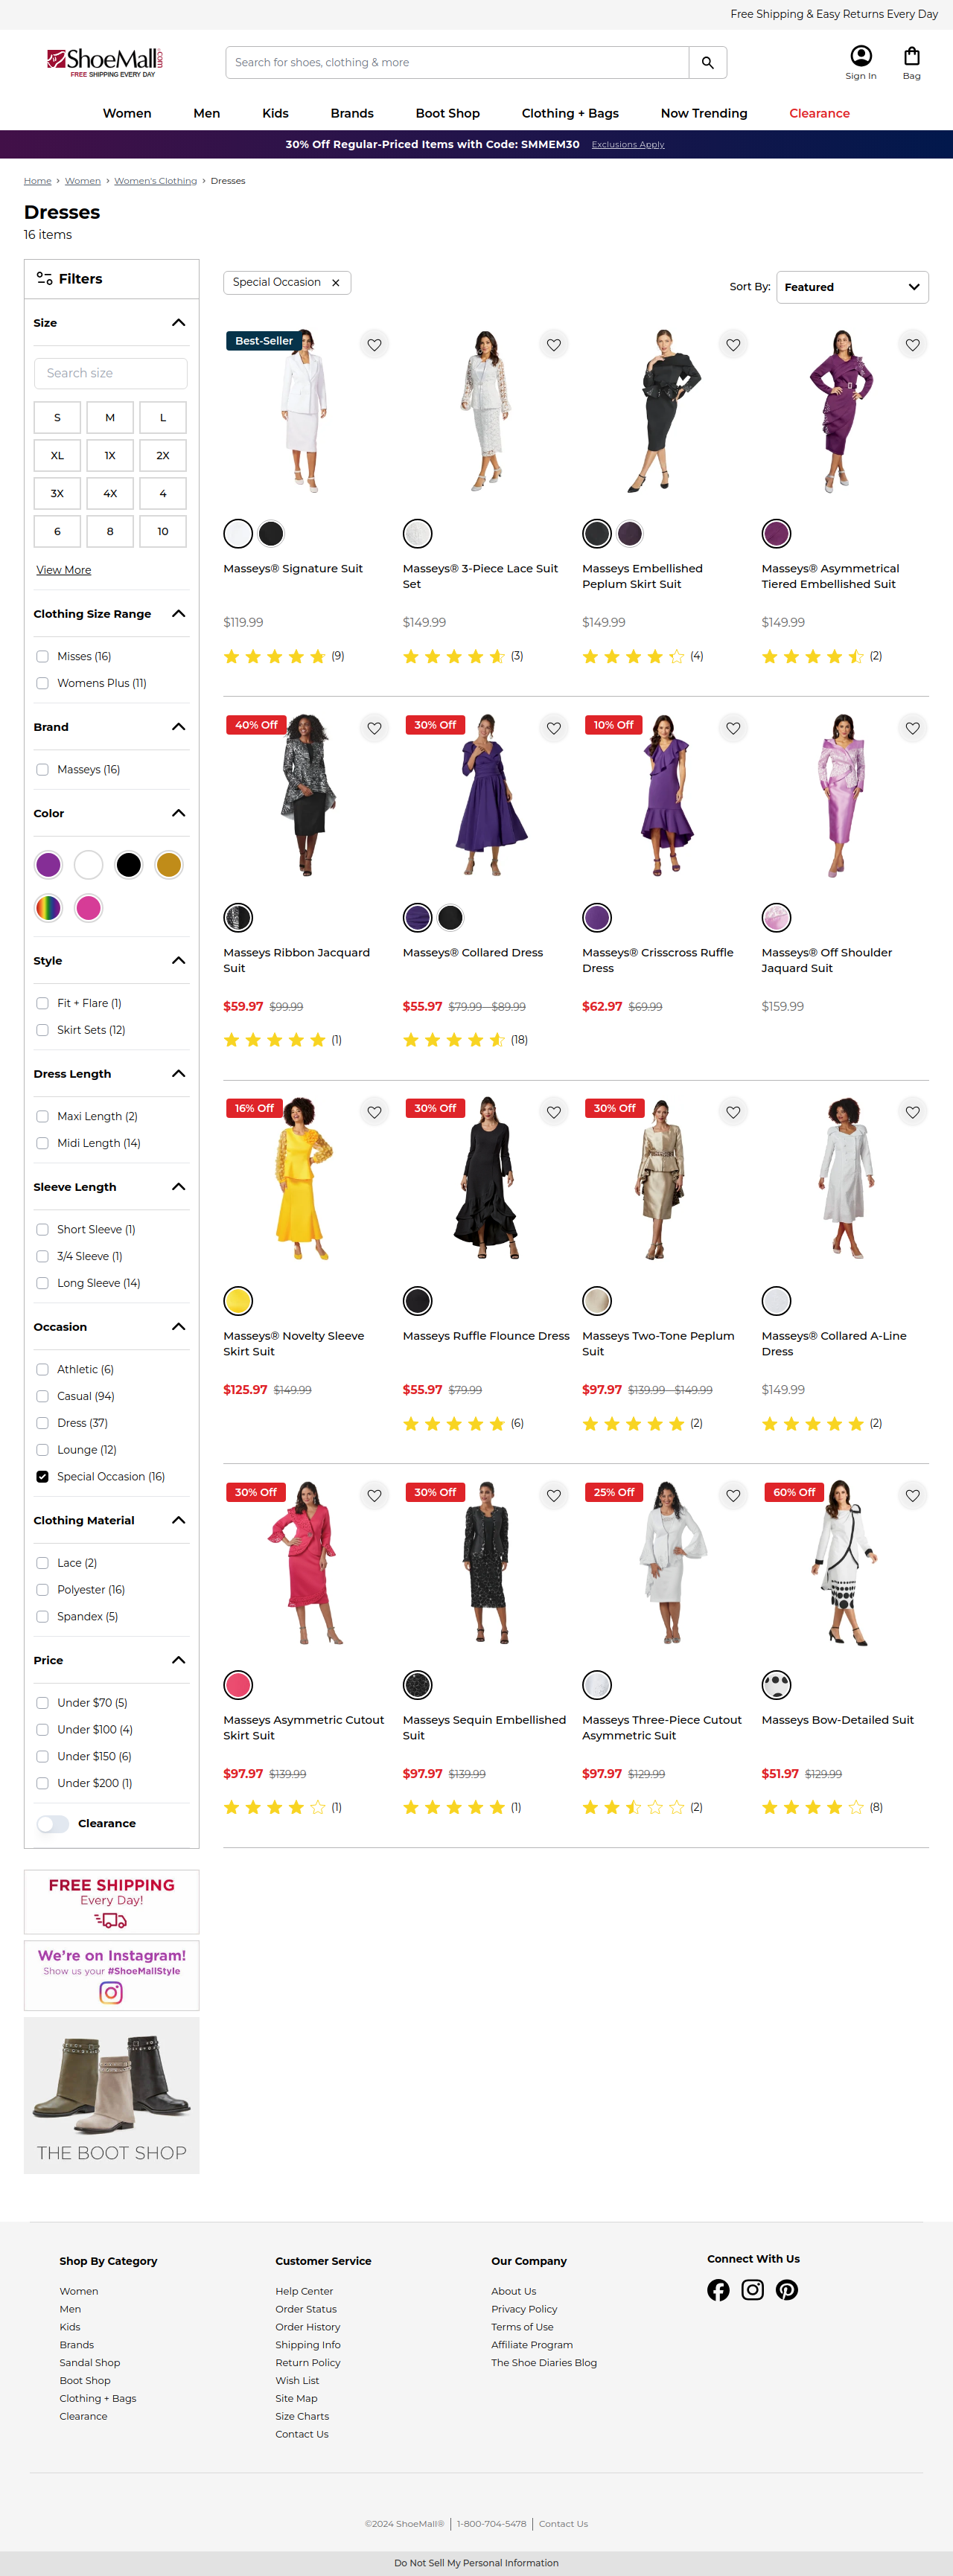 Free Shipping & Easy Returns Every Day
ShoeMall.com
FREE SHIPPING EVERY DAY
Search for shoes, clothing & more
Sign In
Bag
Women
Men
Kids
Brands
Boot Shop
Clothing + Bags
Now Trending
Clearance
30% Off Regular-Priced Items with Code: SMMEM30 Exclusions Apply
Home › Women › Women's Clothing › Dresses
Dresses
16 items
Filters
Size
Search size
S
M
L
XL
1X
2X
3X
4X
4
6
8
10
View More
Clothing Size Range
Misses (16)
Womens Plus (11)
Brand
Masseys (16)
Color
Style
Fit + Flare (1)
Skirt Sets (12)
Dress Length
Maxi Length (2)
Midi Length (14)
Sleeve Length
Short Sleeve (1)
3/4 Sleeve (1)
Long Sleeve (14)
Occasion
Athletic (6)
Casual (94)
Dress (37)
Lounge (12)
Special Occasion (16)
Clothing Material
Lace (2)
Polyester (16)
Spandex (5)
Price
Under $70 (5)
Under $100 (4)
Under $150 (6)
Under $200 (1)
Clearance
FREE SHIPPING
Every Day!
We're on Instagram!
Show us your #ShoeMallStyle
THE BOOT SHOP
Special Occasion
Sort By: Featured
Best-Seller
Masseys® Signature Suit
$119.99
(9)
Masseys® 3-Piece Lace Suit
Set
$149.99
(3)
Masseys Embellished
Peplum Skirt Suit
$149.99
(4)
Masseys® Asymmetrical
Tiered Embellished Suit
$149.99
(2)
40% Off
Masseys Ribbon Jacquard
Suit
$59.97 $99.99
(1)
30% Off
Masseys® Collared Dress
$55.97 $79.99 - $89.99
(18)
10% Off
Masseys® Crisscross Ruffle
Dress
$62.97 $69.99
Masseys® Off Shoulder
Jaquard Suit
$159.99
16% Off
Masseys® Novelty Sleeve
Skirt Suit
$125.97 $149.99
30% Off
Masseys Ruffle Flounce Dress
$55.97 $79.99
(6)
30% Off
Masseys Two-Tone Peplum
Suit
$97.97 $139.99 - $149.99
(2)
Masseys® Collared A-Line
Dress
$149.99
(2)
30% Off
Masseys Asymmetric Cutout
Skirt Suit
$97.97 $139.99
(1)
30% Off
Masseys Sequin Embellished
Suit
$97.97 $139.99
(1)
25% Off
Masseys Three-Piece Cutout
Asymmetric Suit
$97.97 $129.99
(2)
60% Off
Masseys Bow-Detailed Suit
$51.97 $129.99
(8)
Shop By Category
Women
Men
Kids
Brands
Sandal Shop
Boot Shop
Clothing + Bags
Clearance
Customer Service
Help Center
Order Status
Order History
Shipping Info
Return Policy
Wish List
Site Map
Size Charts
Contact Us
Our Company
About Us
Privacy Policy
Terms of Use
Affiliate Program
The Shoe Diaries Blog
Connect With Us
©2024 ShoeMall® | 1-800-704-5478 | Contact Us
Do Not Sell My Personal Information